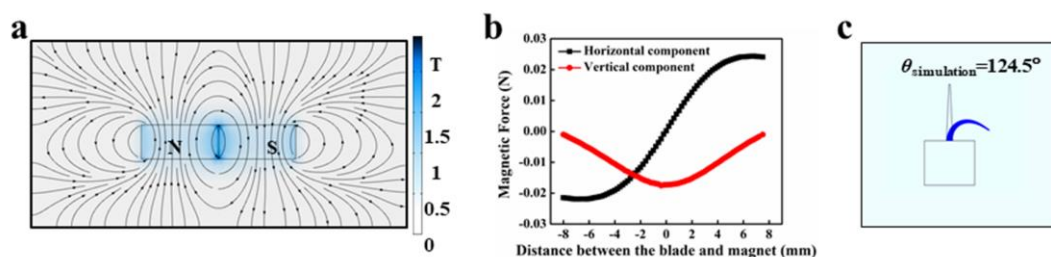 a
T
2
1.5
1
0.5
0
N
S
b
0.03
0.02
0.01
0.00
-0.01
-0.02
-0.03
Magnetic Force (N)
Horizontal component
Vertical component
-8 -6 -4 -2 0 2 4 6 8
Distance between the blade and magnet (mm)
c
θsimulation=124.5°